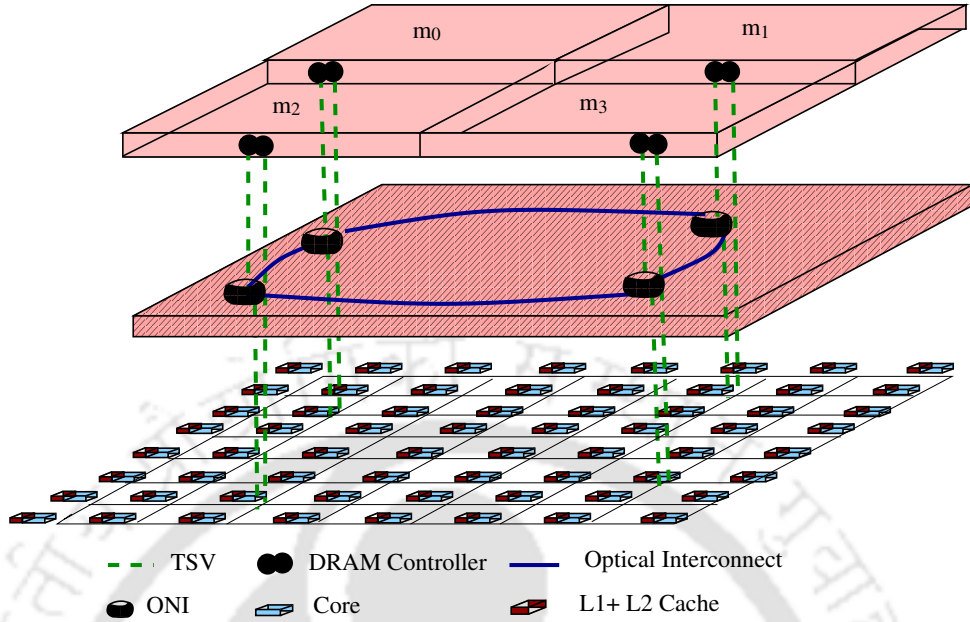 m0
m1
m2
m3
TSV
DRAM Controller
Optical Interconnect
ONI
Core
L1+ L2 Cache